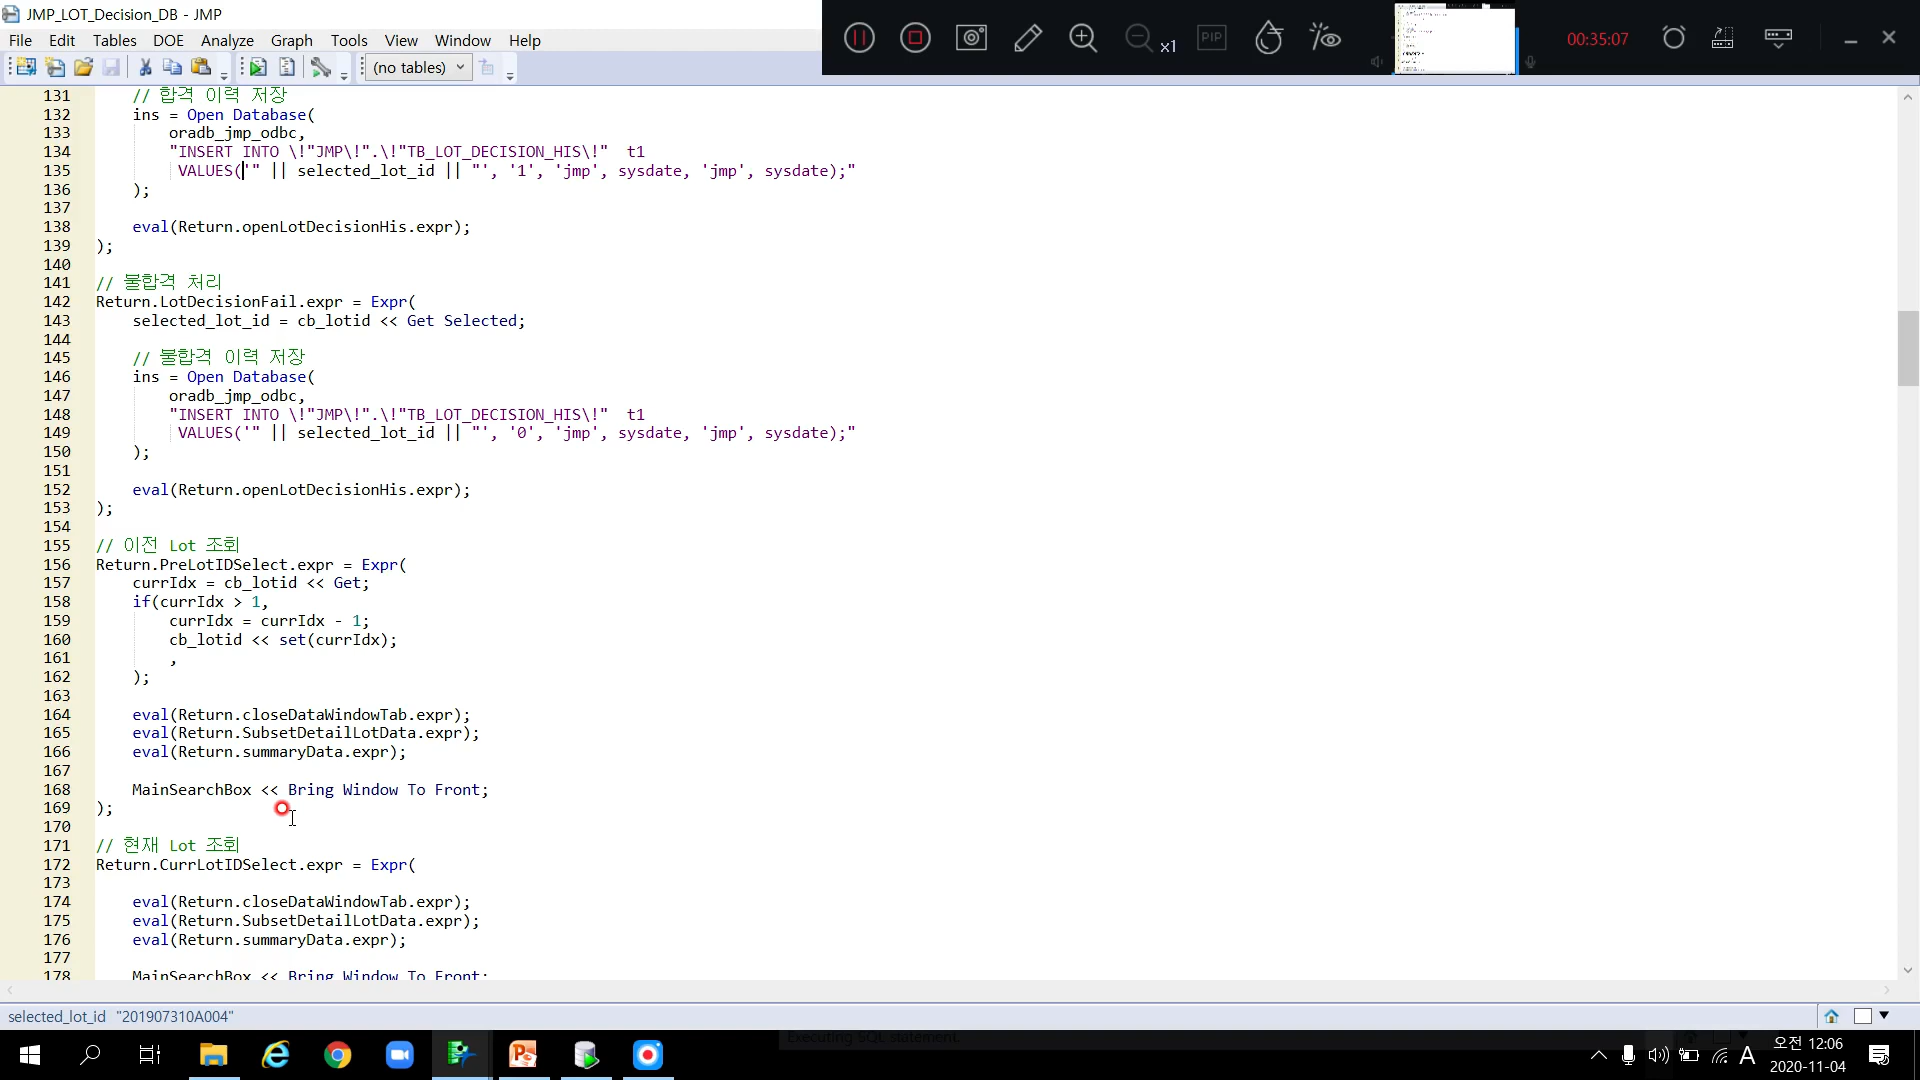 JMP_LOT_Decision_DB - JMP
File Edit Tables DOE Analyze Graph Tools View Window Help
x1 PIP 00:35:07
(no tables)
131 // 합격 이력 저장
132 ins = Open Database(
133 oradb_jmp_odbc,
134 "INSERT INTO \!"JMP\!".\!"TB_LOT_DECISION_HIS\!" t1
135 VALUES('" || selected_lot_id || "', '1', 'jmp', sysdate, 'jmp', sysdate);"
136 );
137
138 eval(Return.openLotDecisionHis.expr);
139 );
140
141 // 불합격 처리
142 Return.LotDecisionFail.expr = Expr(
143 selected_lot_id = cb_lotid << Get Selected;
144
145 // 불합격 이력 저장
146 ins = Open Database(
147 oradb_jmp_odbc,
148 "INSERT INTO \!"JMP\!".\!"TB_LOT_DECISION_HIS\!" t1
149 VALUES('" || selected_lot_id || "', '0', 'jmp', sysdate, 'jmp', sysdate);"
150 );
151
152 eval(Return.openLotDecisionHis.expr);
153 );
154
155 // 이전 Lot 조회
156 Return.PreLotIDSelect.expr = Expr(
157 currIdx = cb_lotid << Get;
158 if(currIdx > 1,
159 currIdx = currIdx - 1;
160 cb_lotid << set(currIdx);
161 ,
162 );
163
164 eval(Return.closeDataWindowTab.expr);
165 eval(Return.SubsetDetailLotData.expr);
166 eval(Return.summaryData.expr);
167
168 MainSearchBox << Bring Window To Front;
169 );
170
171 // 현재 Lot 조회
172 Return.CurrLotIDSelect.expr = Expr(
173
174 eval(Return.closeDataWindowTab.expr);
175 eval(Return.SubsetDetailLotData.expr);
176 eval(Return.summaryData.expr);
177
178 MainSearchBox << Bring Window To Front;
selected_lot_id "201907310A004"
Executing SQL statement.
A 오전 12:06
2020-11-04